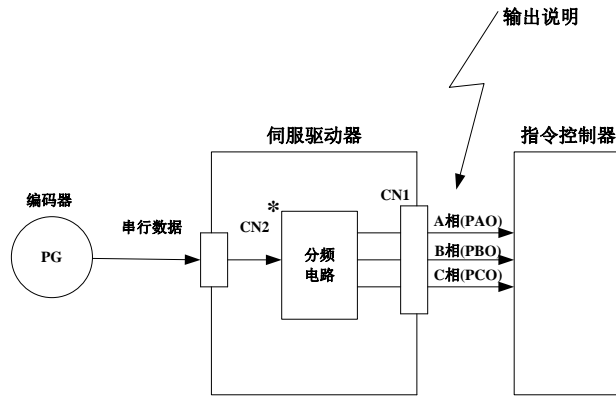 输出说明
伺服驱动器
指令控制器
编码器
PG
串行数据
CN2
*
分频
电路
CN1
A相(PAO)
B相(PBO)
C相(PCO)